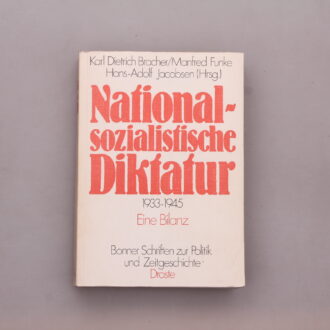 Karl Dietrich Bracher/Manfred Funke
Hans-Adolf Jacobsen (Hrsg.)
National-
sozialistische
Diktatur
1933-1945
Eine Bilanz
Bonner Schriften zur Politik
und Zeitgeschichte
Droste